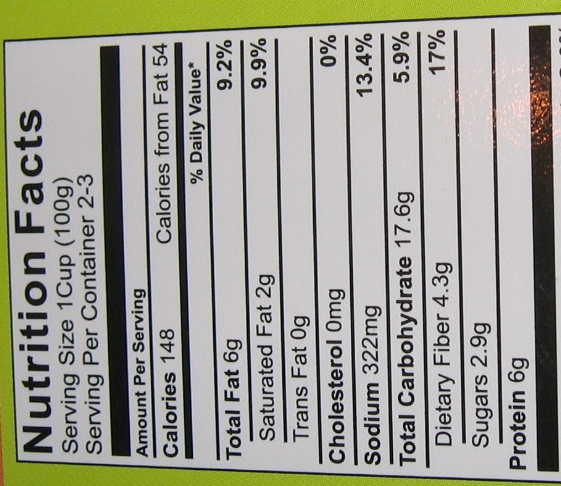 Nutrition Facts
Serving Size 1Cup (100g)
Serving Per Container 2-3
Amount Per Serving
Calories 148 Calories from Fat 54
% Daily Value*
Total Fat 6g 9.2%
Saturated Fat 2g 9.9%
Trans Fat 0g
Cholesterol 0mg 0%
Sodium 322mg 13.4%
Total Carbohydrate 17.6g 5.9%
Dietary Fiber 4.3g 17%
Sugars 2.9g
Protein 6g